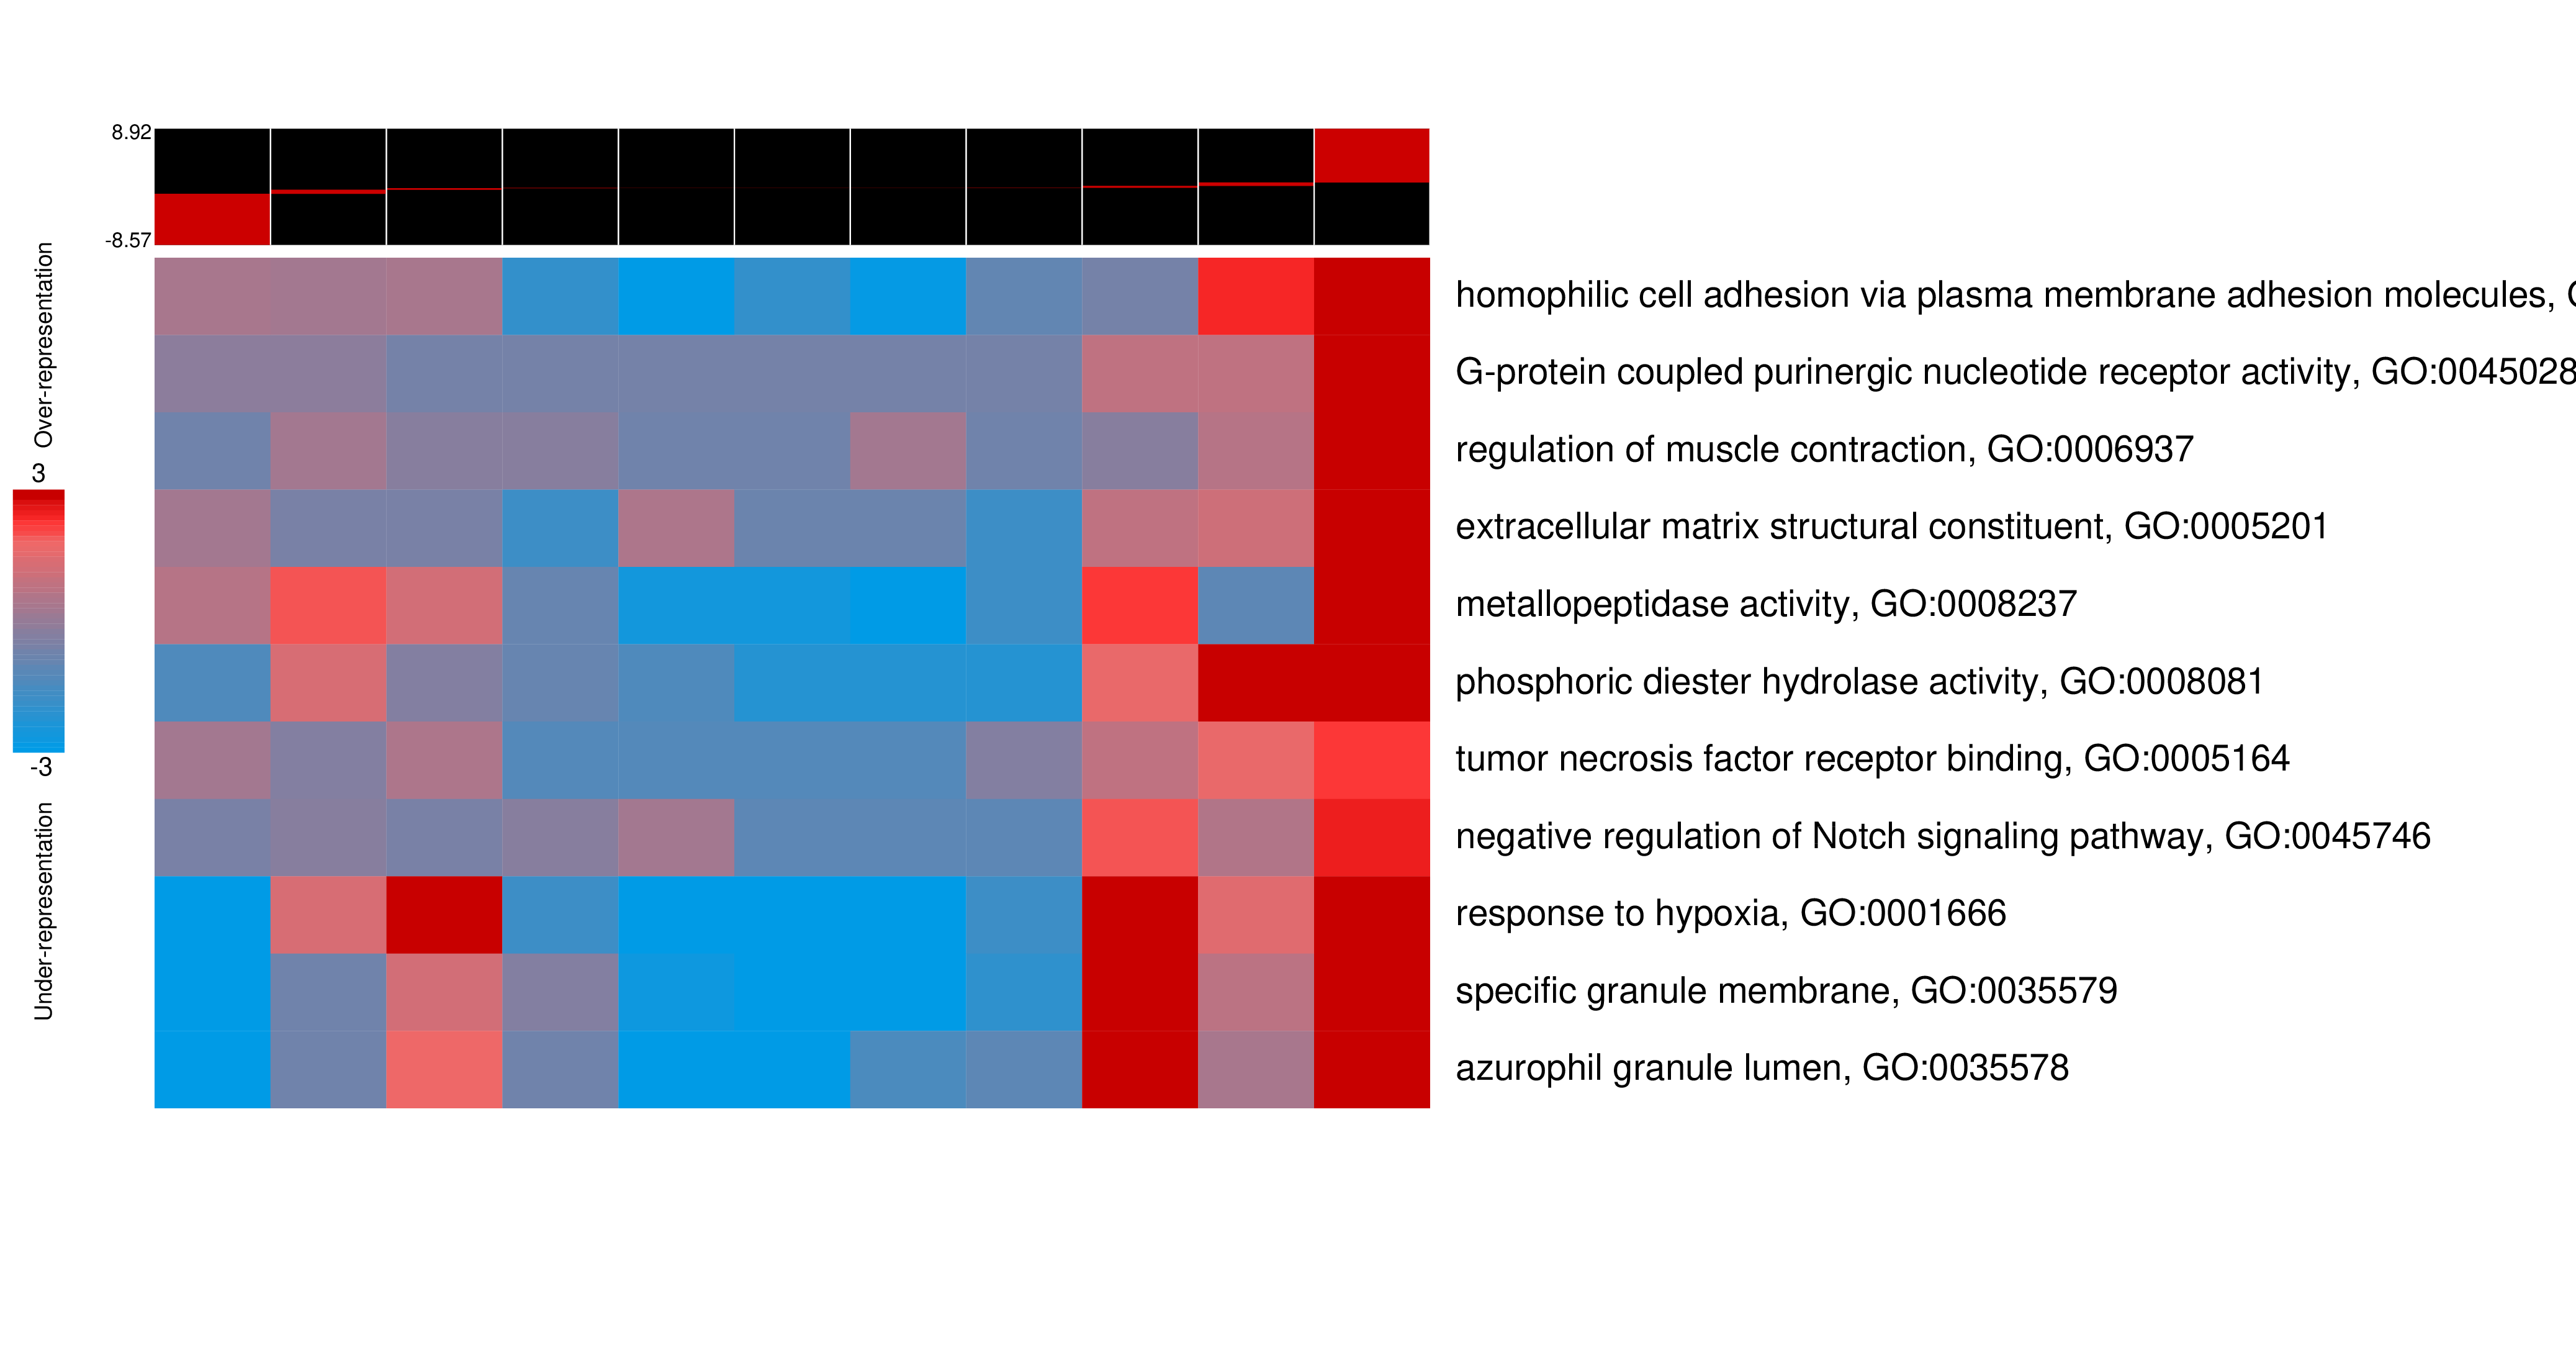 8.92
-8.57
Over-representation
3
-3
Under-representation
homophilic cell adhesion via plasma membrane adhesion molecules,
G-protein coupled purinergic nucleotide receptor activity, GO:0045028
regulation of muscle contraction, GO:0006937
extracellular matrix structural constituent, GO:0005201
metallopeptidase activity, GO:0008237
phosphoric diester hydrolase activity, GO:0008081
tumor necrosis factor receptor binding, GO:0005164
negative regulation of Notch signaling pathway, GO:0045746
response to hypoxia, GO:0001666
specific granule membrane, GO:0035579
azurophil granule lumen, GO:0035578